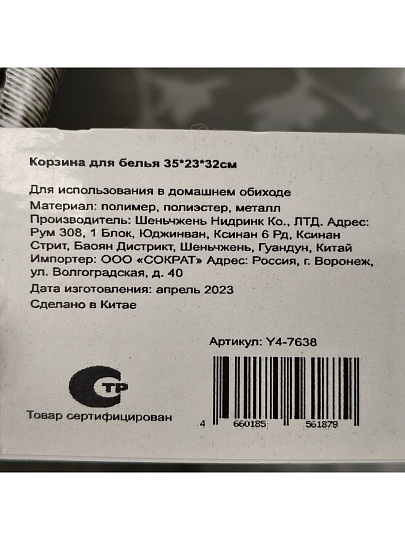 Корзина для белья 35*23*32см
Для использования в домашнем обиходе
Материал: полимер, полиэстер, металл
Производитель: Шеньчжень Нидринк Ко., ЛТД. Адрес:
Рум 308, 1 Блок, Юджинван, Ксинан 6 Рд, Ксинан
Стрит, Баоян Дистрикт, Шеньчжень, Гуандун, Китай
Импортер: ООО «СОКРАТ» Адрес: Россия, г. Воронеж,
ул. Волгоградская, д. 40
Дата изготовления: апрель 2023
Сделано в Китае
Артикул: Y4-7638
СТР
Товар сертифицирован
4 660185 561879